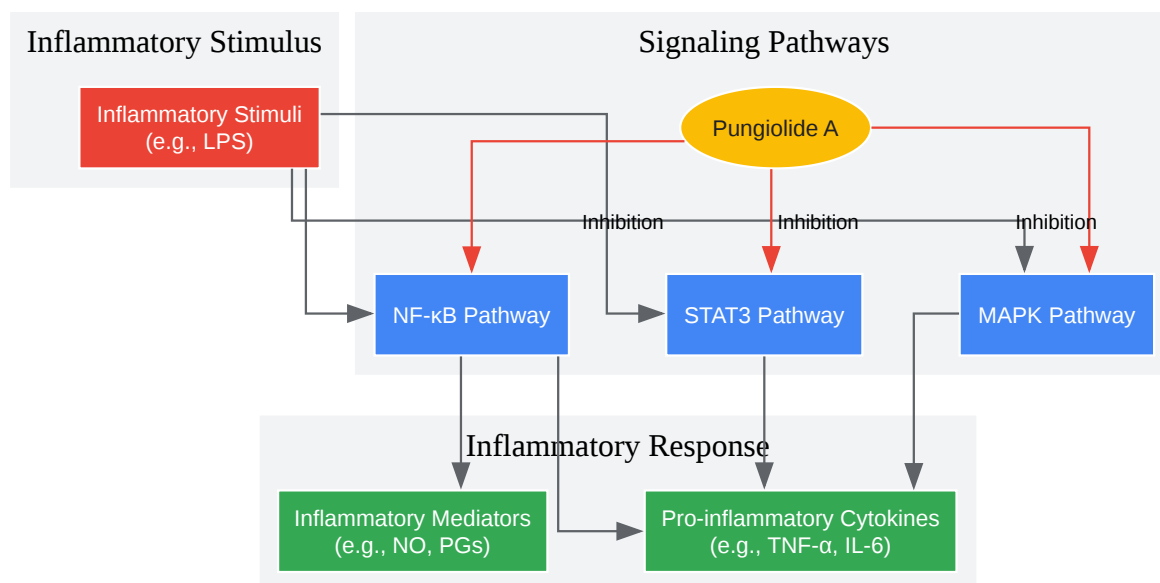 Inflammatory Stimulus
Signaling Pathways
Inflammatory Stimuli
(e.g., LPS)
Pungiolide A
Inhibition
Inhibition
Inhibition
NF-κB Pathway
STAT3 Pathway
MAPK Pathway
Inflammatory Response
Inflammatory Mediators
(e.g., NO, PGs)
Pro-inflammatory Cytokines
(e.g., TNF-α, IL-6)